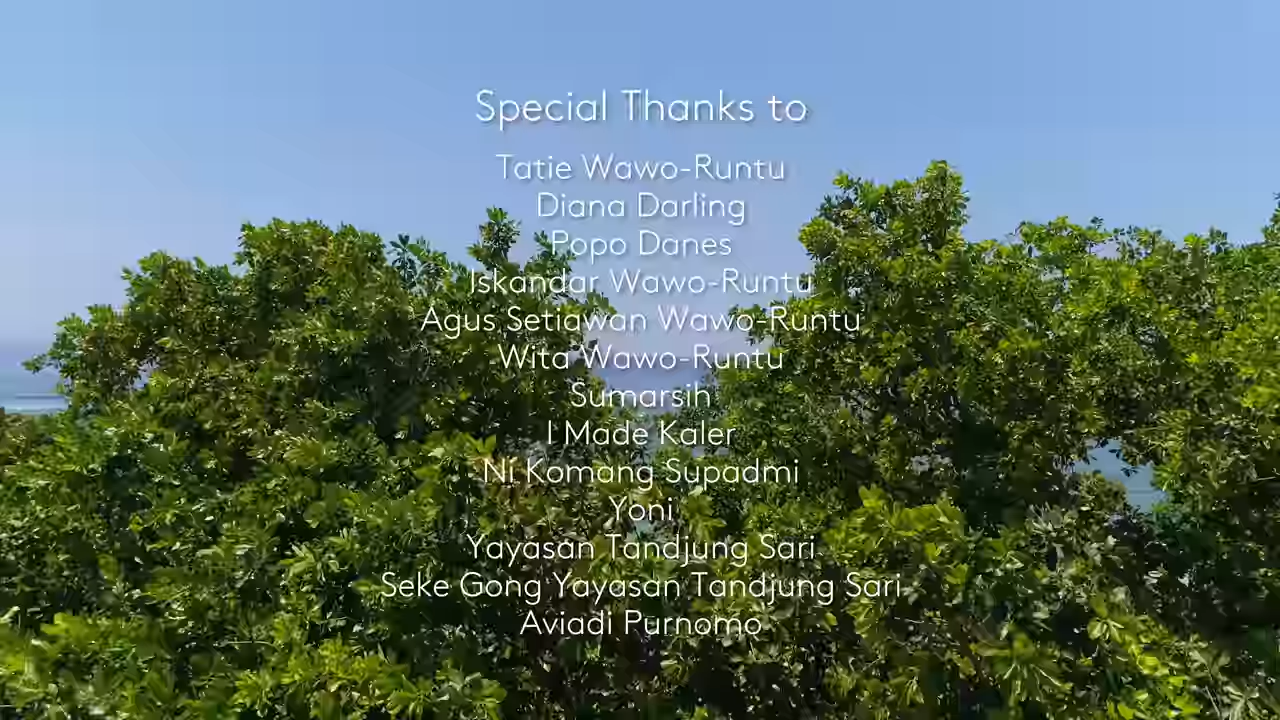 Special Thanks to
Tatie Wawo-Runtu
Diana Darling
Popo Danes
Iskandar Wawo-Runtu
Agus Setiawan Wawo-Runtu
Wita Wawo-Runtu
Sumarsih
I Made Kaler
Ni Komang Supadmi
Yoni
Yayasan Tandjung Sari
Seke Gong Yayasan Tandjung Sari
Aviadi Purnomo